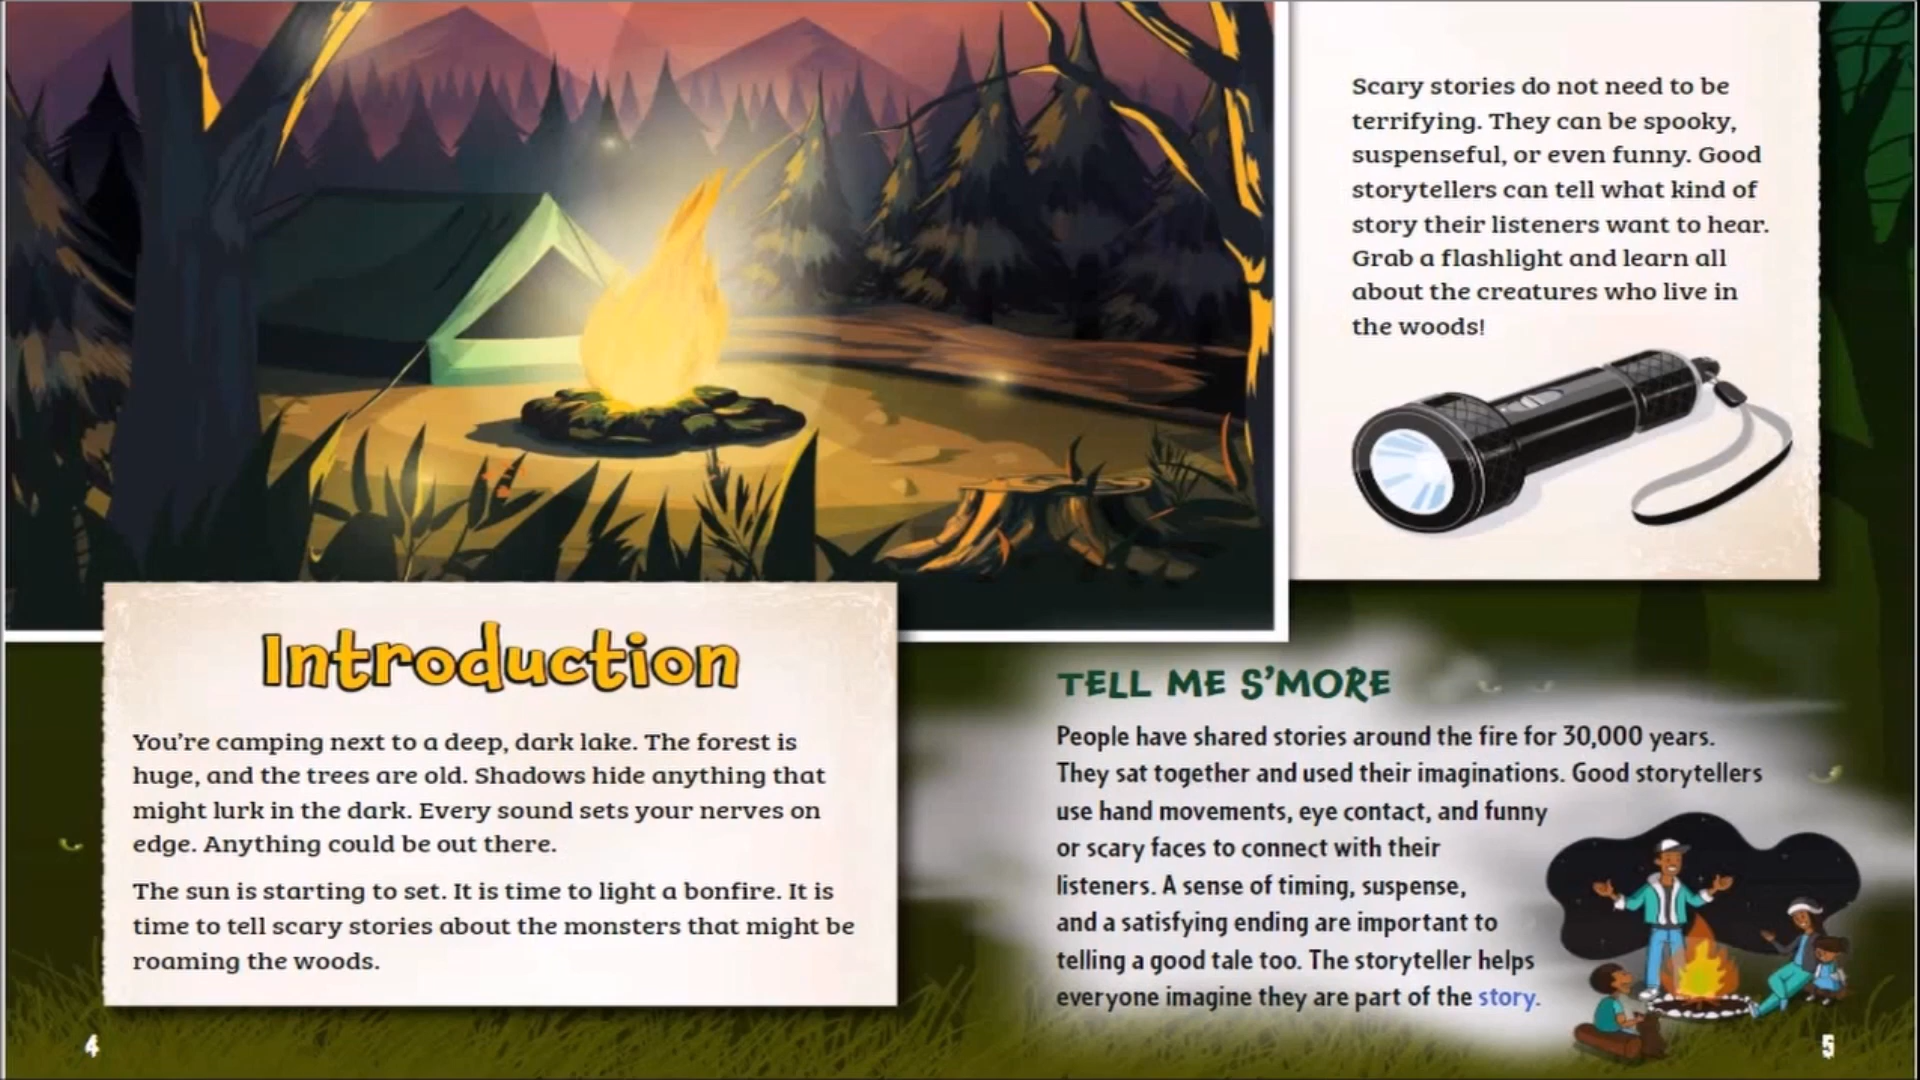 Introduction
You're camping next to a deep, dark lake. The forest is
huge, and the trees are old. Shadows hide anything that
might lurk in the dark. Every sound sets your nerves on
edge. Anything could be out there.
The sun is starting to set. It is time to light a bonfire. It is
time to tell scary stories about the monsters that might be
roaming the woods.
4
Scary stories do not need to be
terrifying. They can be spooky,
suspenseful, or even funny. Good
storytellers can tell what kind of
story their listeners want to hear.
Grab a flashlight and learn all
about the creatures who live in
the woods!
TELL ME S'MORE
People have shared stories around the fire for 30,000 years.
They sat together and used their imaginations. Good storytellers
use hand movements, eye contact, and funny
or scary faces to connect with their
listeners. A sense of timing, suspense,
and a satisfying ending are important to
telling a good tale too. The storyteller helps
everyone imagine they are part of the story.
5